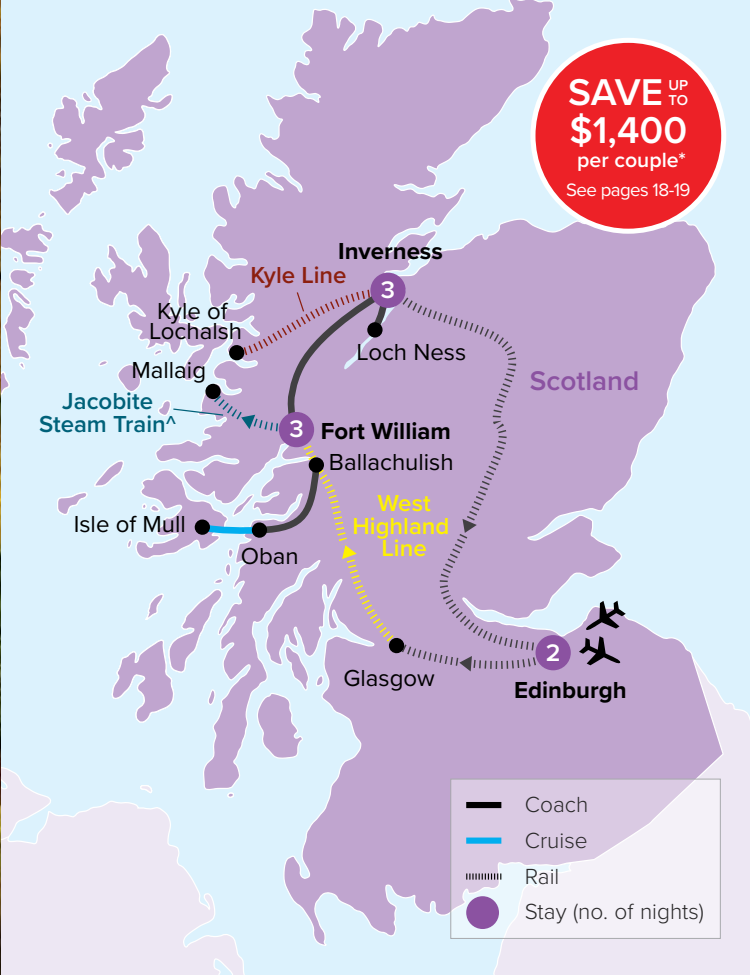 SAVE UP TO
$1,400
per couple*
See pages 18-19
Inverness
3
Kyle Line
Kyle of
Lochalsh
Loch Ness
Mallaig
Scotland
Jacobite
Steam Train^
3
Fort William
Ballachulish
West
Highland
Line
Isle of Mull
Oban
2
Glasgow
Edinburgh
Coach
Cruise
Rail
Stay (no. of nights)